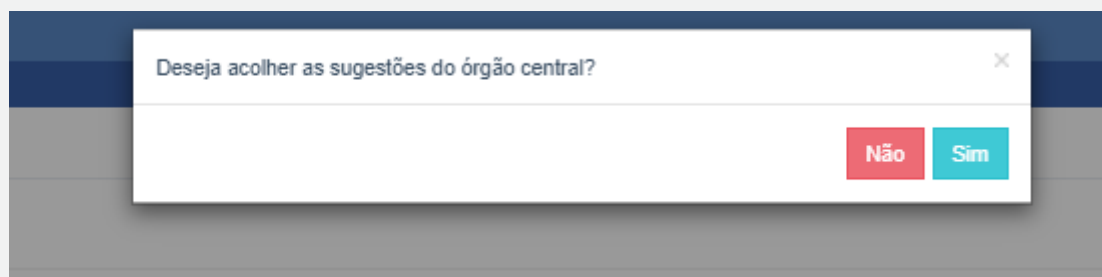 Deseja acolher as sugestões do órgão central?
×
Não Sim